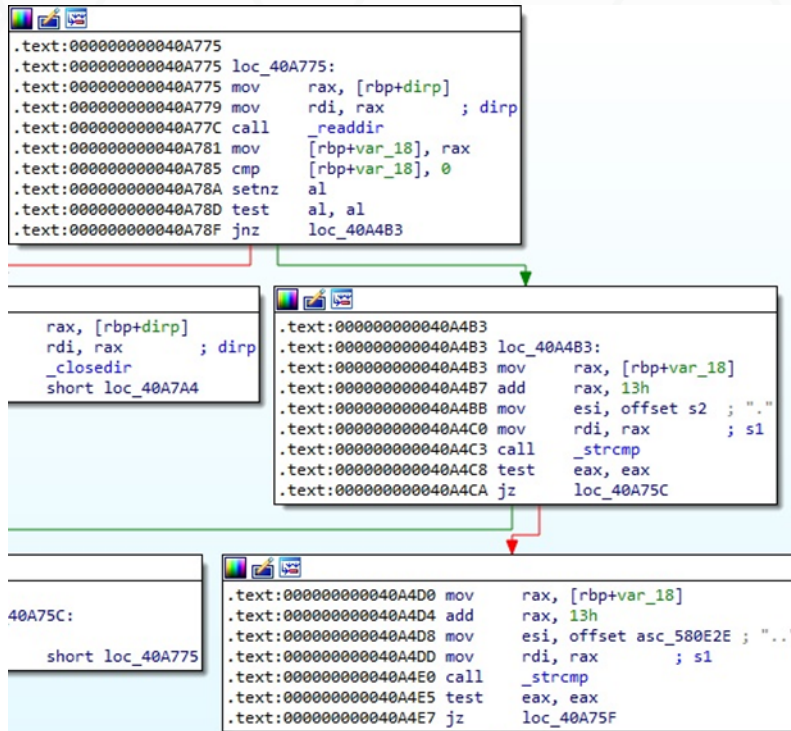 .text:000000000040A775
.text:000000000040A775 loc_40A775:
.text:000000000040A775 mov rax, [rbp+dirp]
.text:000000000040A779 mov rdi, rax ; dirp
.text:000000000040A77C call _readdir
.text:000000000040A781 mov [rbp+var_18], rax
.text:000000000040A785 cmp [rbp+var_18], 0
.text:000000000040A78A setnz al
.text:000000000040A78D test al, al
.text:000000000040A78F jnz loc_40A4B3
rax, [rbp+dirp]
rdi, rax ; dirp
_closedir
short loc_40A7A4
.text:000000000040A4B3
.text:000000000040A4B3 loc_40A4B3:
.text:000000000040A4B3 mov rax, [rbp+var_18]
.text:000000000040A4B7 add rax, 13h
.text:000000000040A4BB mov esi, offset s2 ; "."
.text:000000000040A4C0 mov rdi, rax ; s1
.text:000000000040A4C3 call _strcmp
.text:000000000040A4C8 test eax, eax
.text:000000000040A4CA jz loc_40A75C
40A75C:
short loc_40A775
.text:000000000040A4D0 mov rax, [rbp+var_18]
.text:000000000040A4D4 add rax, 13h
.text:000000000040A4D8 mov esi, offset asc_580E2E ; ".."
.text:000000000040A4DD mov rdi, rax ; s1
.text:000000000040A4E0 call _strcmp
.text:000000000040A4E5 test eax, eax
.text:000000000040A4E7 jz loc_40A75F